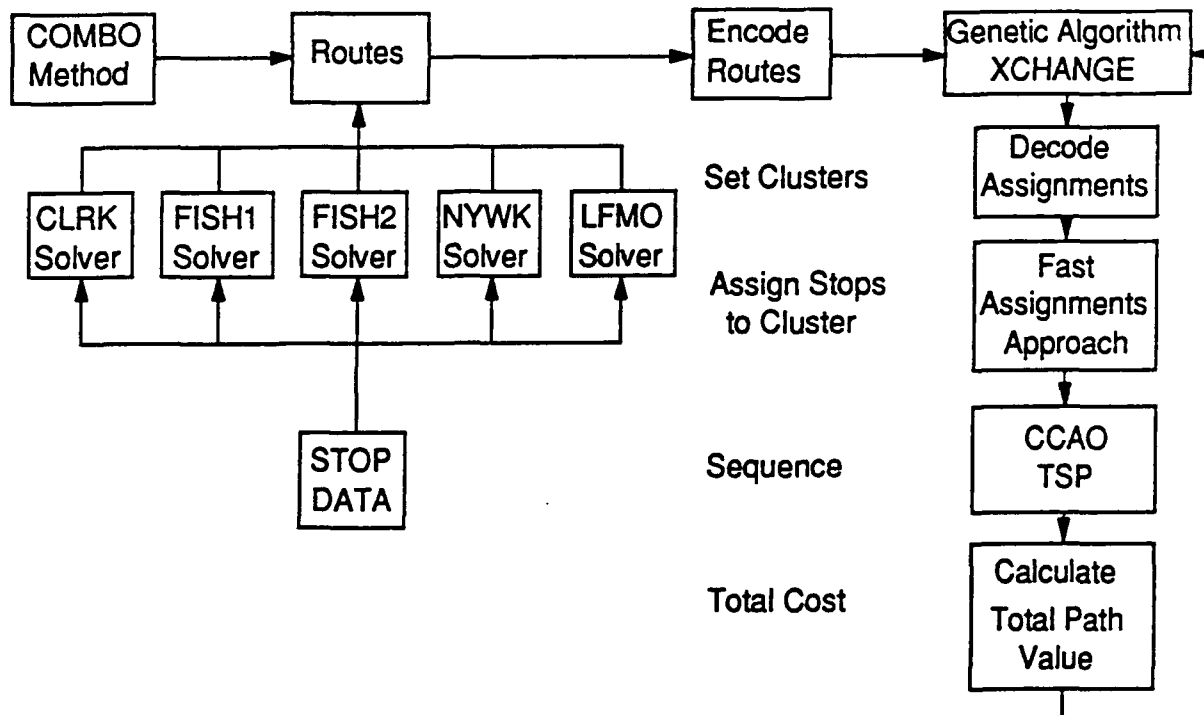 COMBO
Method
Routes
Encode
Routes
Genetic Algorithm
XCHANGE
Set Clusters
Decode
Assignments
CLRK
Solver
FISH1
Solver
FISH2
Solver
NYWK
Solver
LFMO
Solver
Assign Stops
to Cluster
Fast
Assignments
Approach
STOP
DATA
Sequence
CCAO
TSP
Total Cost
Calculate
Total Path
Value